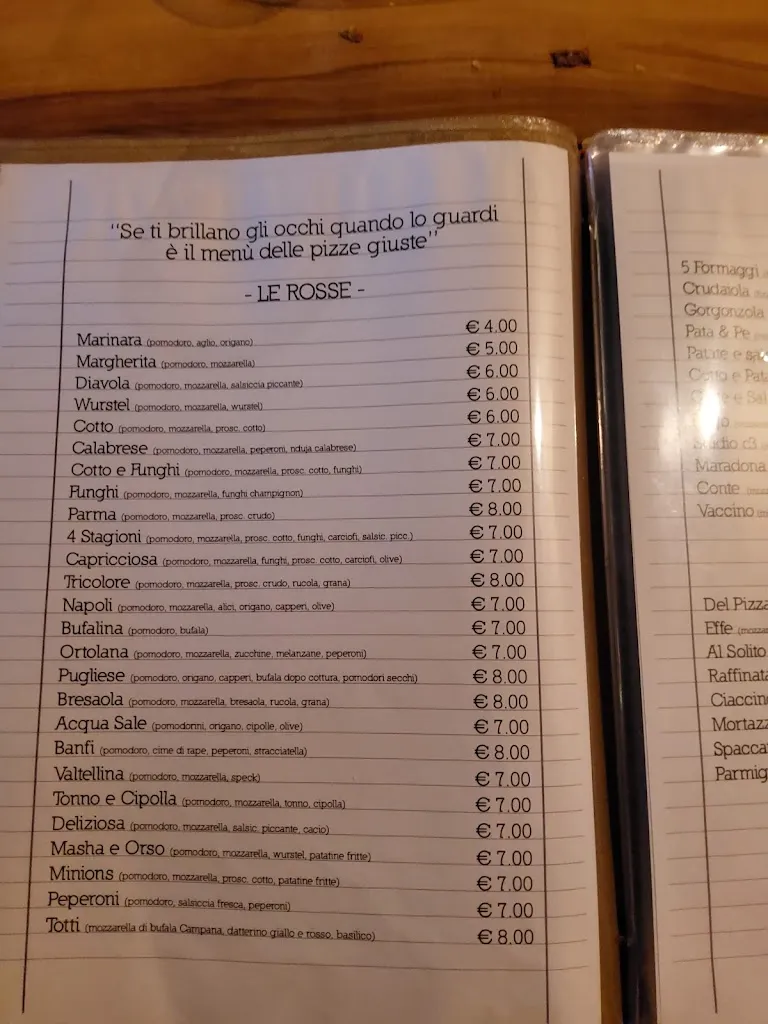 "Se ti brillano gli occhi quando lo guardi
è il menù delle pizze giuste"
- LE ROSSE -
Marinara (pomodoro, aglio, origano) € 4.00
Margherita (pomodoro, mozzarella) € 5.00
Diavola (pomodoro, mozzarella, salsiccia piccante) € 6.00
Wurstel (pomodoro, mozzarella, wurstel) € 6.00
Cotto (pomodoro, mozzarella, prosc. cotto) € 6.00
Calabrese (pomodoro, mozzarella, peperoni, nduja calabrese) € 7.00
Cotto e Funghi (pomodoro, mozzarella, prosc. cotto, funghi) € 7.00
Funghi (pomodoro, mozzarella, funghi champignon) € 7.00
Parma (pomodoro, mozzarella, prosc. crudo) € 8.00
4 Stagioni (pomodoro, mozzarella, prosc. cotto, funghi, carciofi, salsic. picc.) € 7.00
Capricciosa (pomodoro, mozzarella, funghi, prosc. cotto, carciofi, olive) € 7.00
Tricolore (pomodoro, mozzarella, prosc. crudo, rucola, grana) € 8.00
Napoli (pomodoro, mozzarella, alici, origano, capperi, olive) € 7.00
Bufalina (pomodoro, bufala) € 7.00
Ortolana (pomodoro, mozzarella, zucchine, melanzane, peperoni) € 7.00
Pugliese (pomodoro, origano, capperi, bufala dopo cottura, pomodori secchi) € 8.00
Bresaola (pomodoro, mozzarella, bresaola, rucola, grana) € 8.00
Acqua Sale (pomodorini, origano, cipolle, olive) € 7.00
Banfi (pomodoro, cime di rape, peperoni, stracciatella) € 8.00
Valtellina (pomodoro, mozzarella, speck) € 7.00
Tonno e Cipolla (pomodoro, mozzarella, tonno, cipolla) € 7.00
Deliziosa (pomodoro, mozzarella, salsic. piccante, cacio) € 7.00
Masha e Orso (pomodoro, mozzarella, wurstel, patatine fritte) € 7.00
Minions (pomodoro, mozzarella, prosc. cotto, patatine fritte) € 7.00
Peperoni (pomodoro, salsiccia fresca, peperoni) € 7.00
Totti (mozzarella di bufala Campana, datterino giallo e rosso, basilico) € 8.00
5 Formaggi
Crudaiola
Gorgonzola
Pata & Pe
Patate e
Cotto e Pata
e Sal
Studio c3
Maradona
Conte
Vaccino
Del Pizza
Effe
Al Solito
Raffinata
Ciaccin
Mortazz
Spacca
Parmig